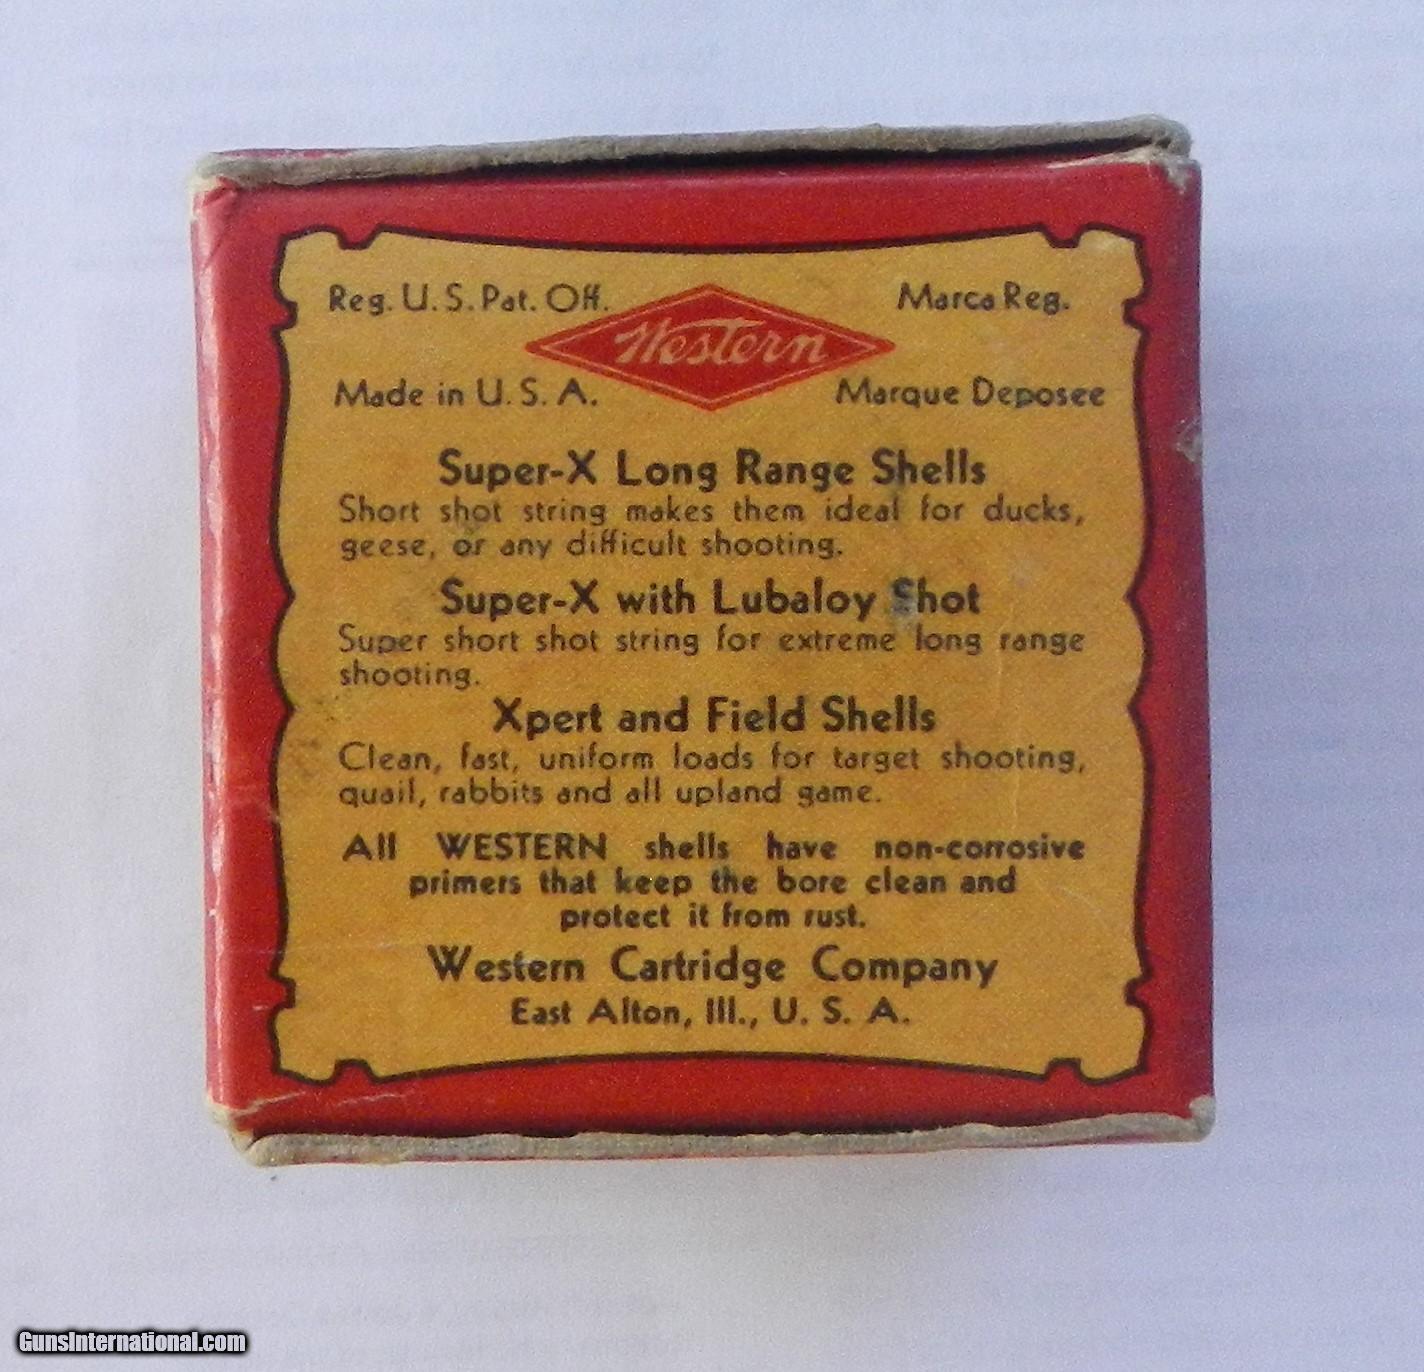 Reg. U. S. Pat. Off.
Marca Reg.
Western
Made in U. S. A.
Marque Deposee
Super-X Long Range Shells
Short shot string makes them ideal for ducks,
geese, or any difficult shooting.
Super-X with Lubaloy Shot
Super short shot string for extreme long range
shooting.
Xpert and Field Shells
Clean, fast, uniform loads for target shooting,
quail, rabbits and all upland game.
All WESTERN shells have non-corrosive
primers that keep the bore clean and
protect it from rust.
Western Cartridge Company
East Alton, Ill., U. S. A.
GunsInternational.com